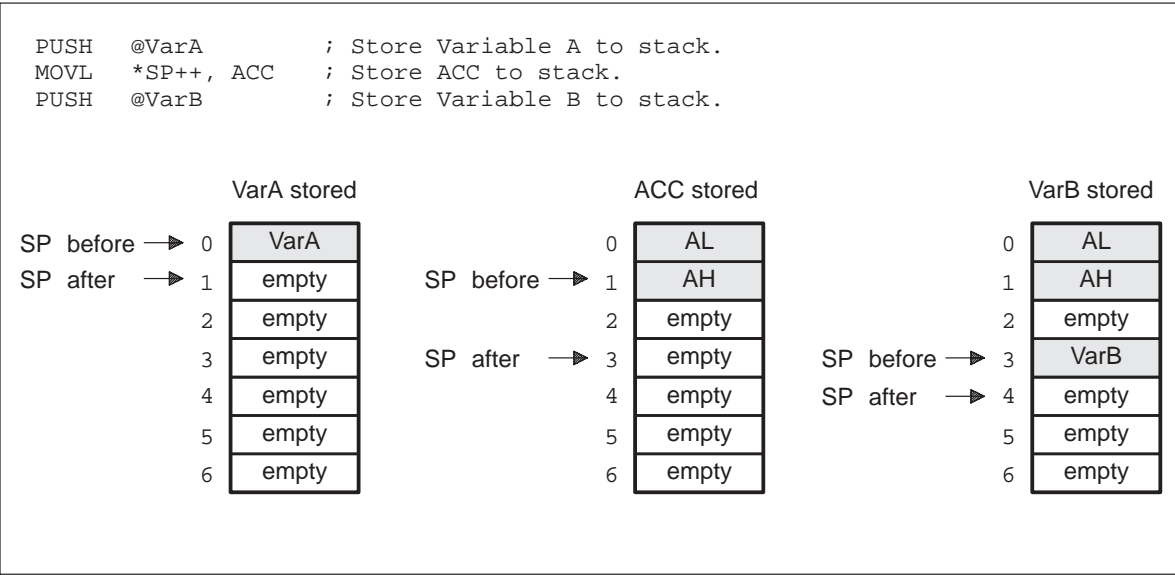 PUSH @VarA ; Store Variable A to stack.
MOVL *SP++, ACC ; Store ACC to stack.
PUSH @VarB ; Store Variable B to stack.
VarA stored
SP before 0 VarA
SP after 1 empty
2 empty
3 empty
4 empty
5 empty
6 empty
ACC stored
0 AL
SP before 1 AH
2 empty
SP after 3 empty
4 empty
5 empty
6 empty
VarB stored
0 AL
1 AH
2 empty
SP before 3 VarB
SP after 4 empty
5 empty
6 empty